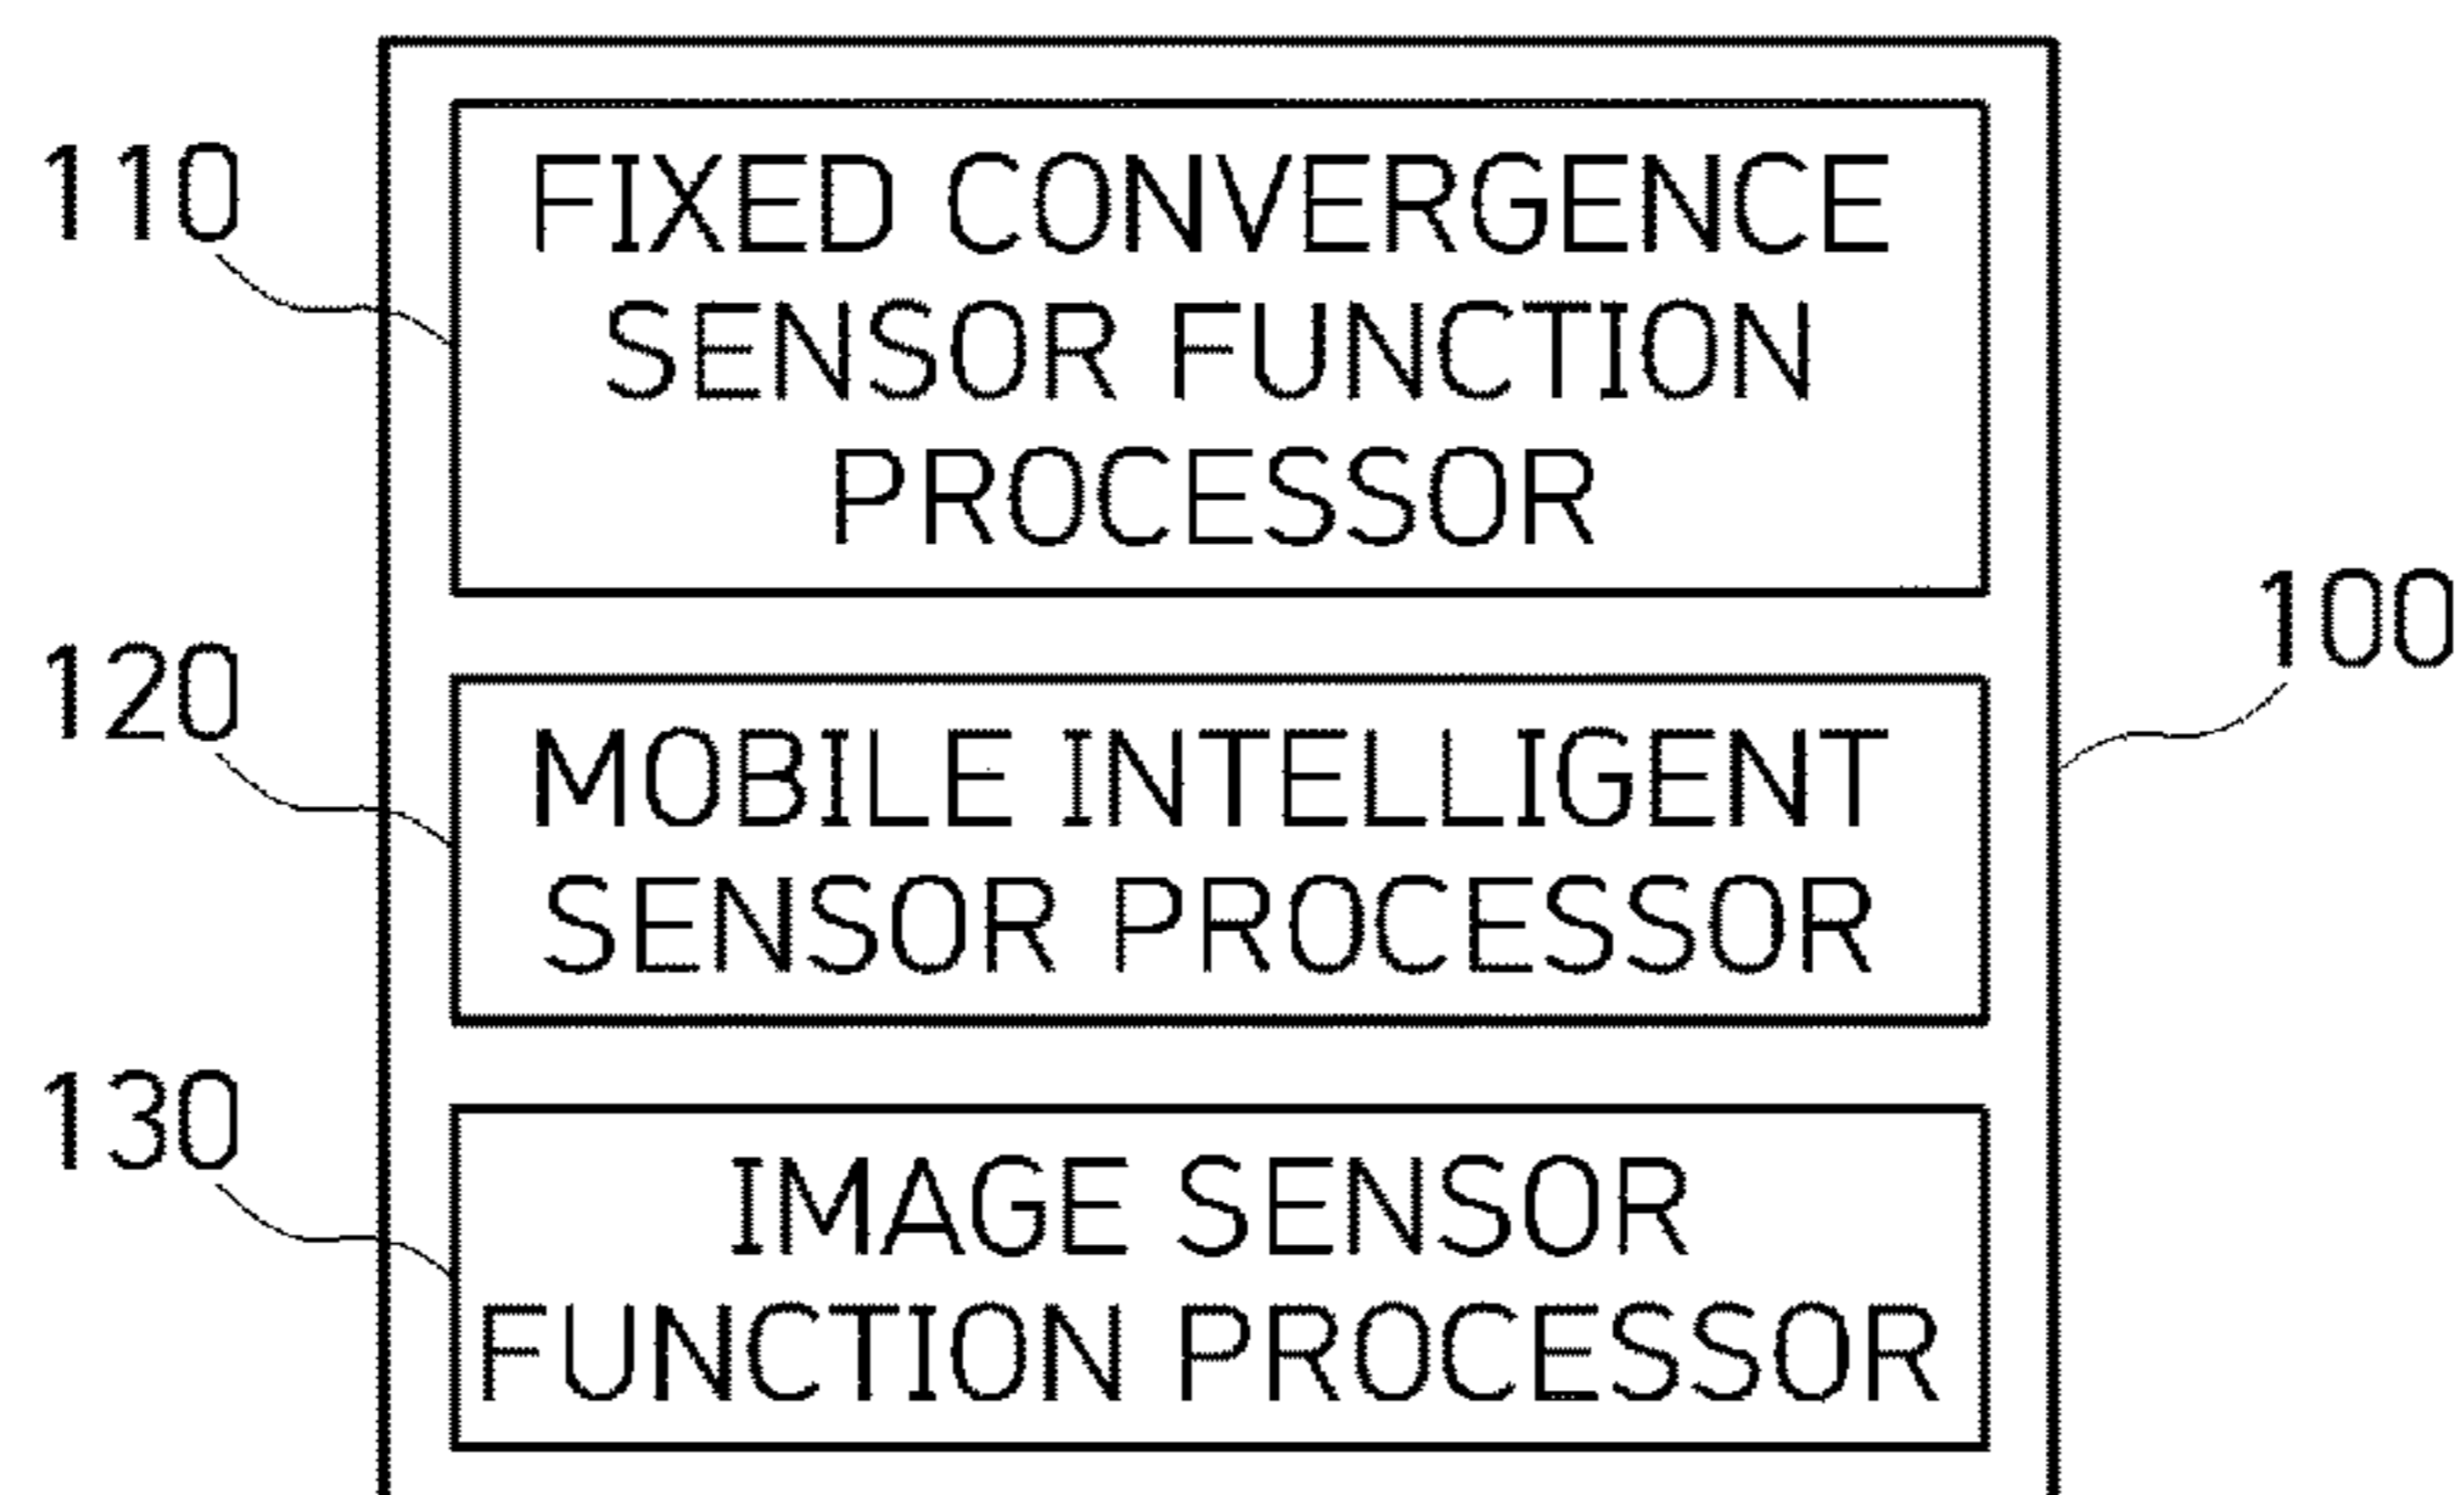 110
FIXED CONVERGENCE
SENSOR FUNCTION
PROCESSOR
100
120
MOBILE INTELLIGENT
SENSOR PROCESSOR
130
IMAGE SENSOR
FUNCTION PROCESSOR